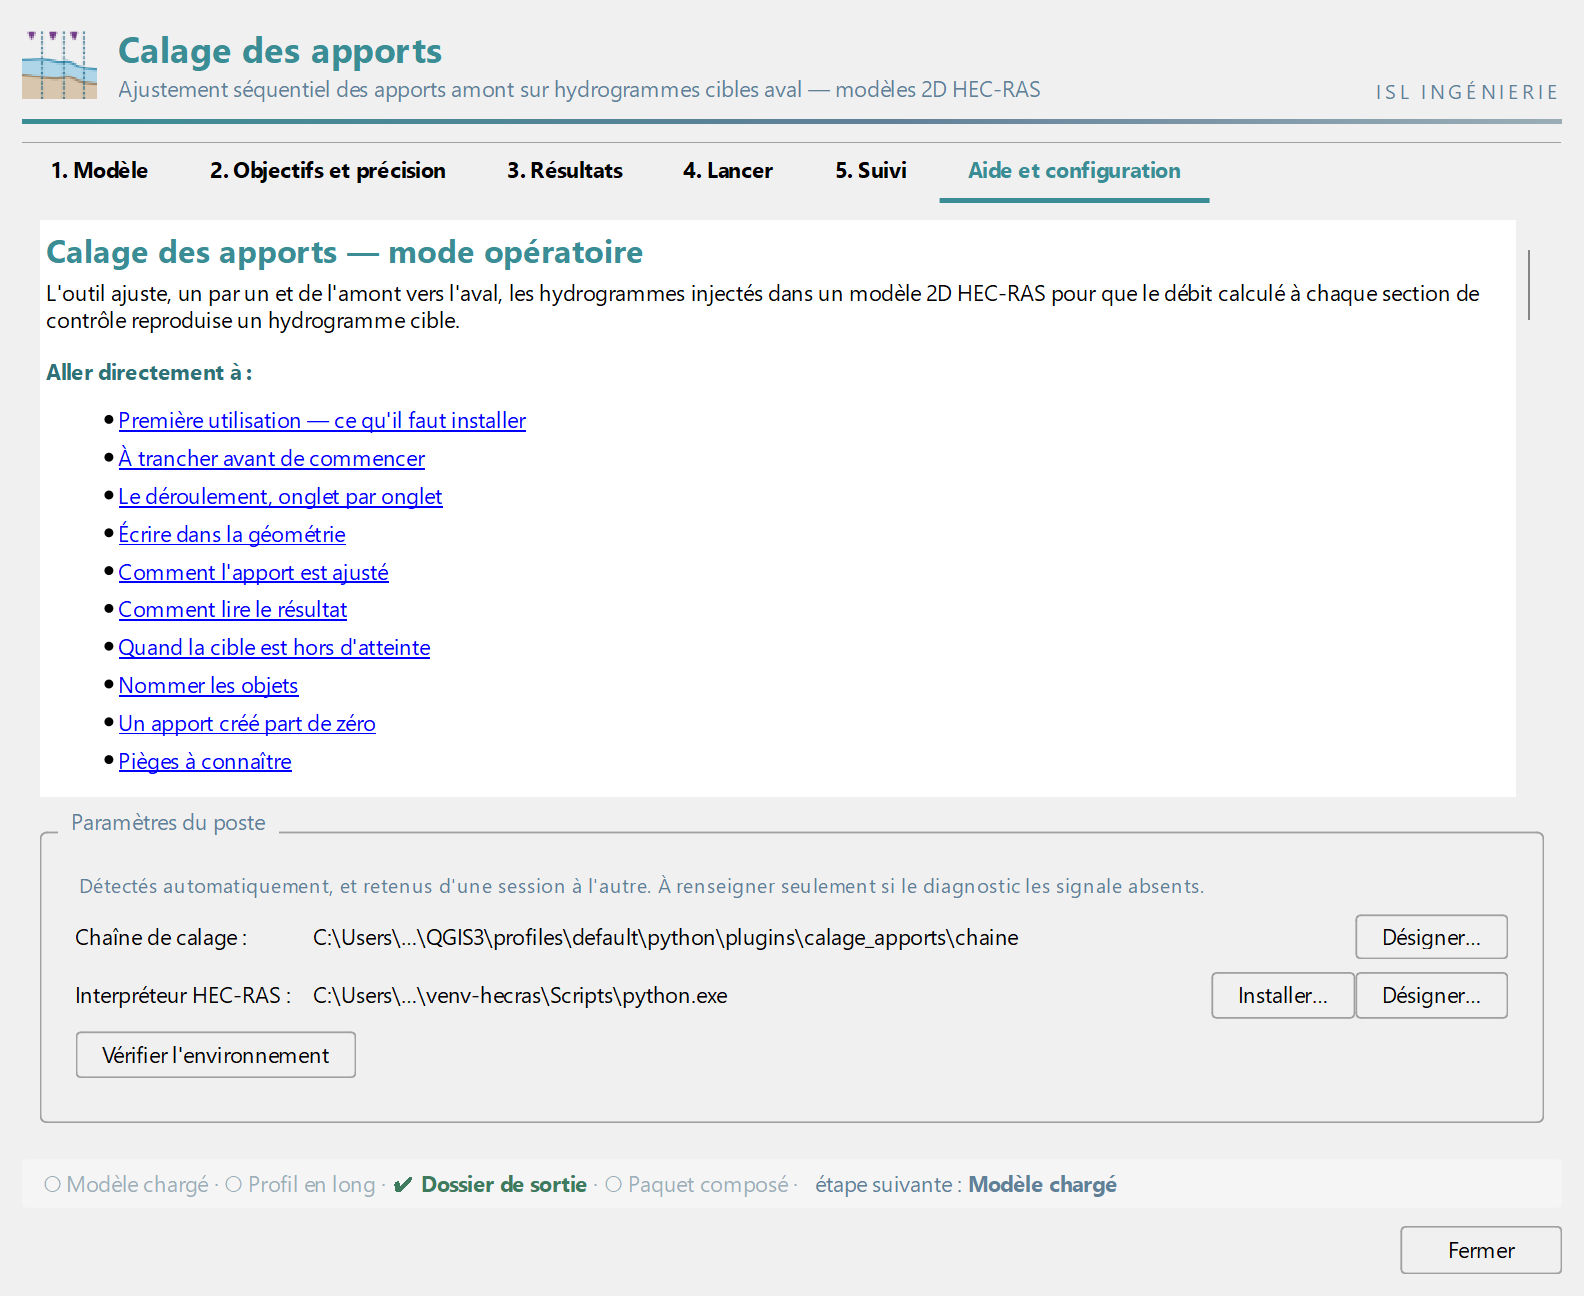 Calage des apports
Ajustement séquentiel des apports amont sur hydrogrammes cibles aval — modèles 2D HEC-RAS
ISL INGÉNIERIE
1. Modèle
2. Objectifs et précision
3. Résultats
4. Lancer
5. Suivi
Aide et configuration
Calage des apports — mode opératoire
L'outil ajuste, un par un et de l'amont vers l'aval, les hydrogrammes injectés dans un modèle 2D HEC-RAS pour que le débit calculé à chaque section de
contrôle reproduise un hydrogramme cible.
Aller directement à :
Première utilisation — ce qu'il faut installer
À trancher avant de commencer
Le déroulement, onglet par onglet
Écrire dans la géométrie
Comment l'apport est ajusté
Comment lire le résultat
Quand la cible est hors d'atteinte
Nommer les objets
Un apport créé part de zéro
Pièges à connaître
Paramètres du poste
Détectés automatiquement, et retenus d'une session à l'autre. À renseigner seulement si le diagnostic les signale absents.
Chaîne de calage : C:\Users\...\QGIS3\profiles\default\python\plugins\calage_apports\chaine Désigner...
Interpréteur HEC-RAS : C:\Users\...\venv-hecras\Scripts\python.exe Installer... Désigner...
Vérifier l'environnement
○ Modèle chargé · ○ Profil en long · ✔ Dossier de sortie · ○ Paquet composé · étape suivante : Modèle chargé
Fermer